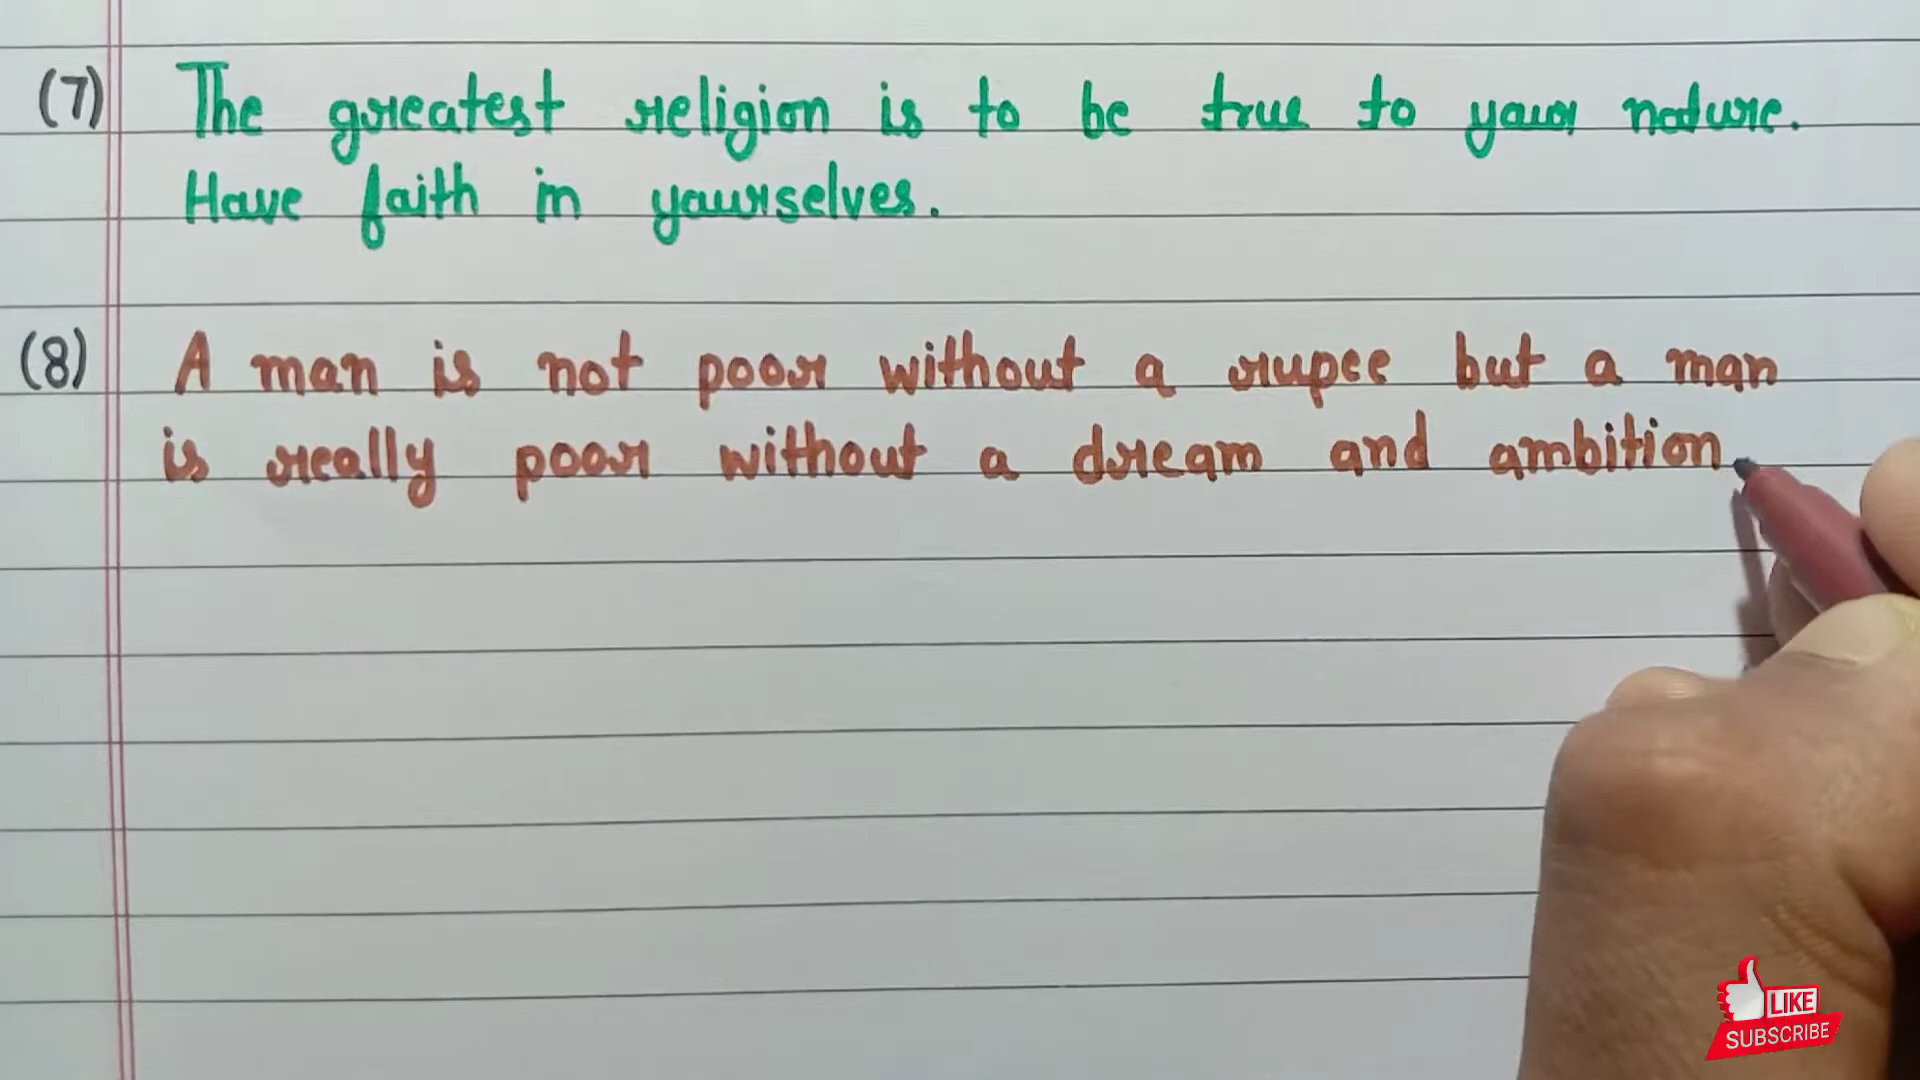 (7) The greatest religion is to be true to your nature.
Have faith in yourselves.
(8) A man is not poor without a rupee but a man
is really poor without a dream and ambition.
LIKE
SUBSCRIBE